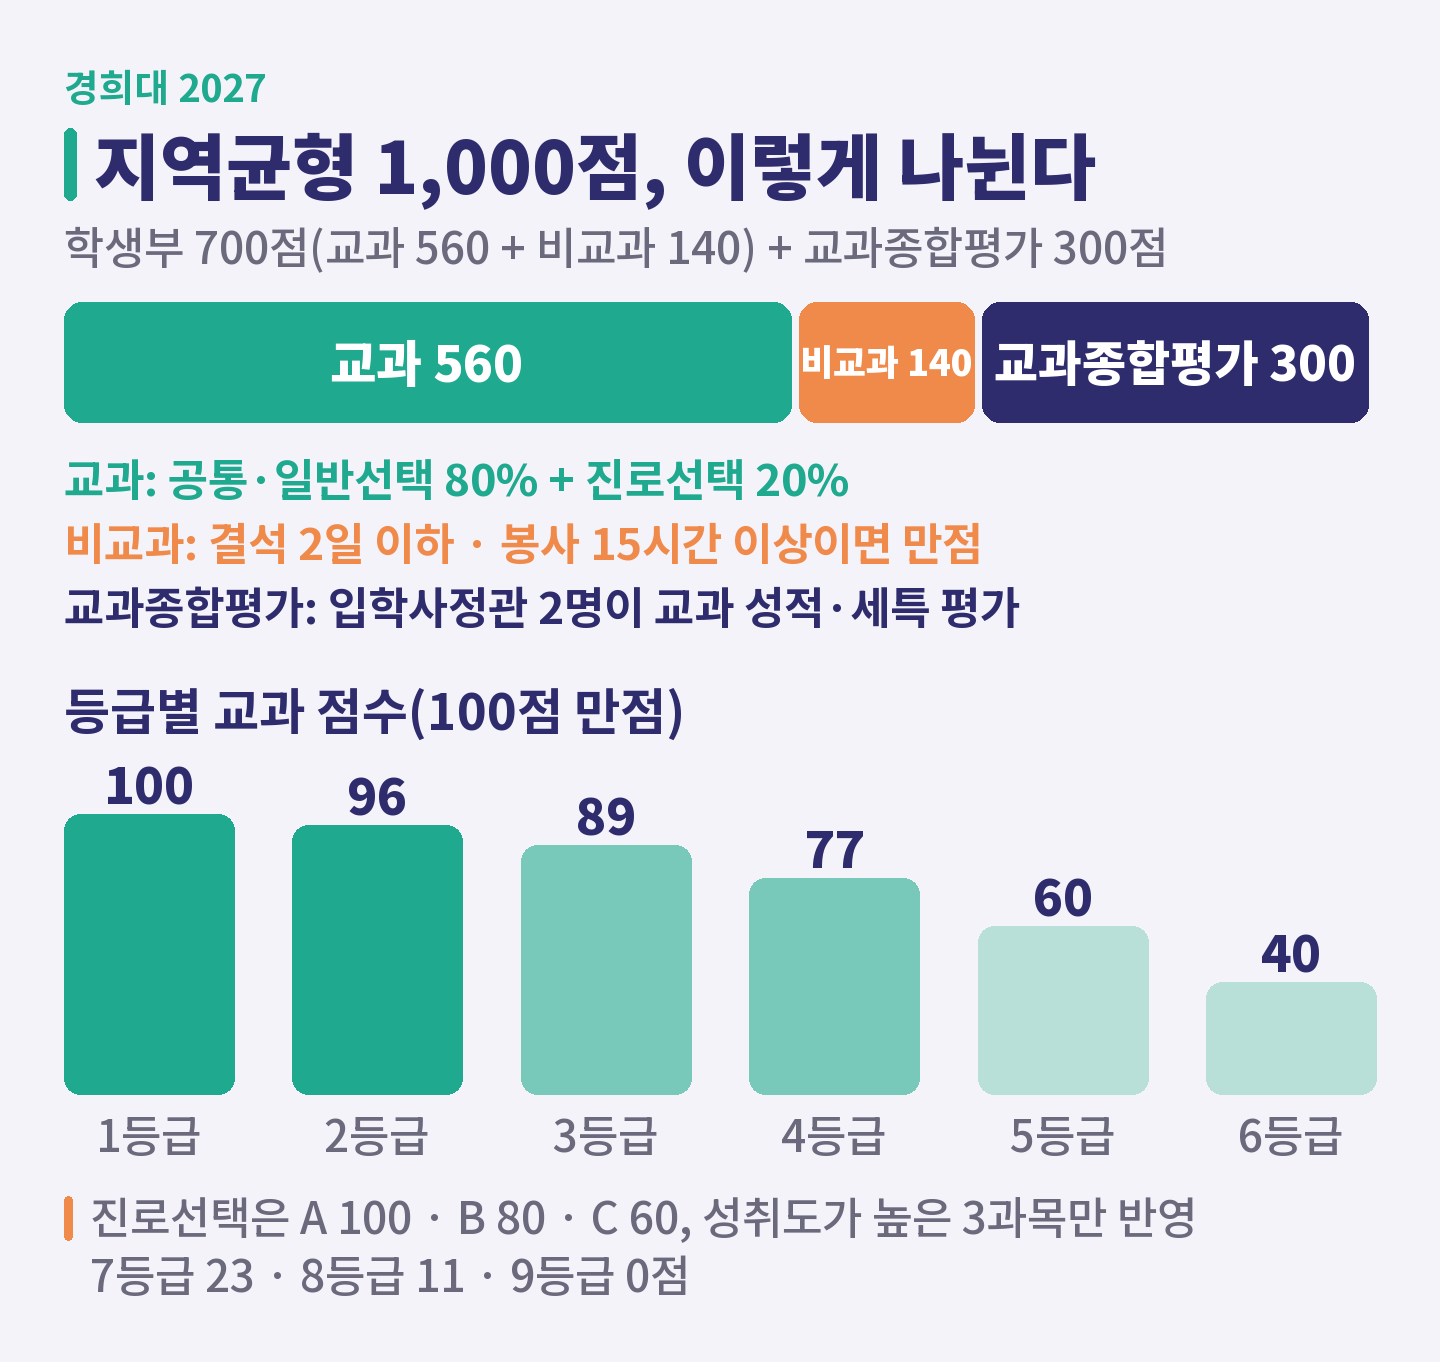 경희대 2027
지역균형 1,000점, 이렇게 나뉜다
학생부 700점(교과 560 + 비교과 140) + 교과종합평가 300점
교과 560 비교과 140 교과종합평가 300
교과: 공통·일반선택 80% + 진로선택 20%
비교과: 결석 2일 이하 · 봉사 15시간 이상이면 만점
교과종합평가: 입학사정관 2명이 교과 성적·세특 평가
등급별 교과 점수(100점 만점)
100 96 89 77 60 40
1등급 2등급 3등급 4등급 5등급 6등급
진로선택은 A 100 · B 80 · C 60, 성취도가 높은 3과목만 반영
7등급 23 · 8등급 11 · 9등급 0점